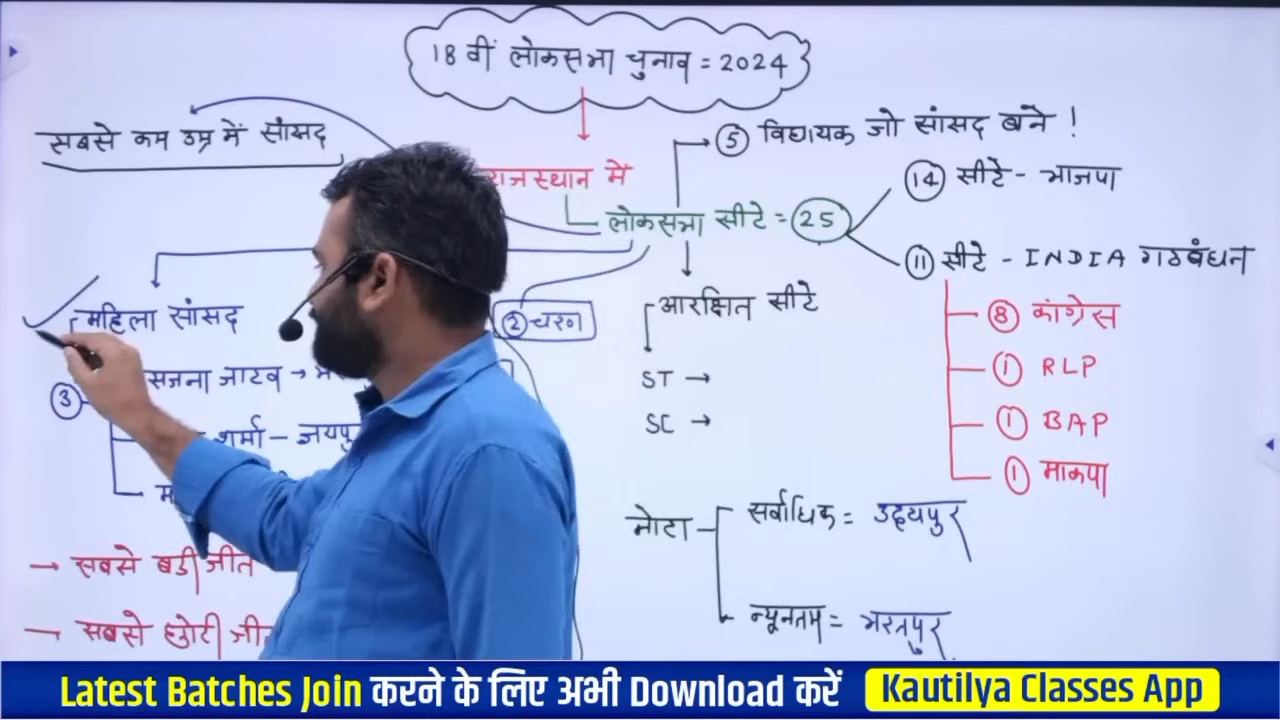 18 वीं लोकसभा चुनाव = 2024
सबसे कम उम्र में सांसद
राजस्थान में
लोकसभा सीटे = 25
5 विधायक जो सांसद बने !
14 सीटे - भाजपा
11 सीटे - INDIA गठबंधन
8 कांग्रेस
1 RLP
1 BAP
1 माकपा
महिला सांसद
3
संजना जाटव →
शर्मा - जयपु
2 चरण
आरक्षित सीटे
ST →
SC →
नोटा
सर्वाधिक = उदयपुर
न्यूनतम = भरतपुर
→ सबसे बडी जीत
→ सबसे छोटी जीत
Latest Batches Join करने के लिए अभी Download करें
Kautilya Classes App